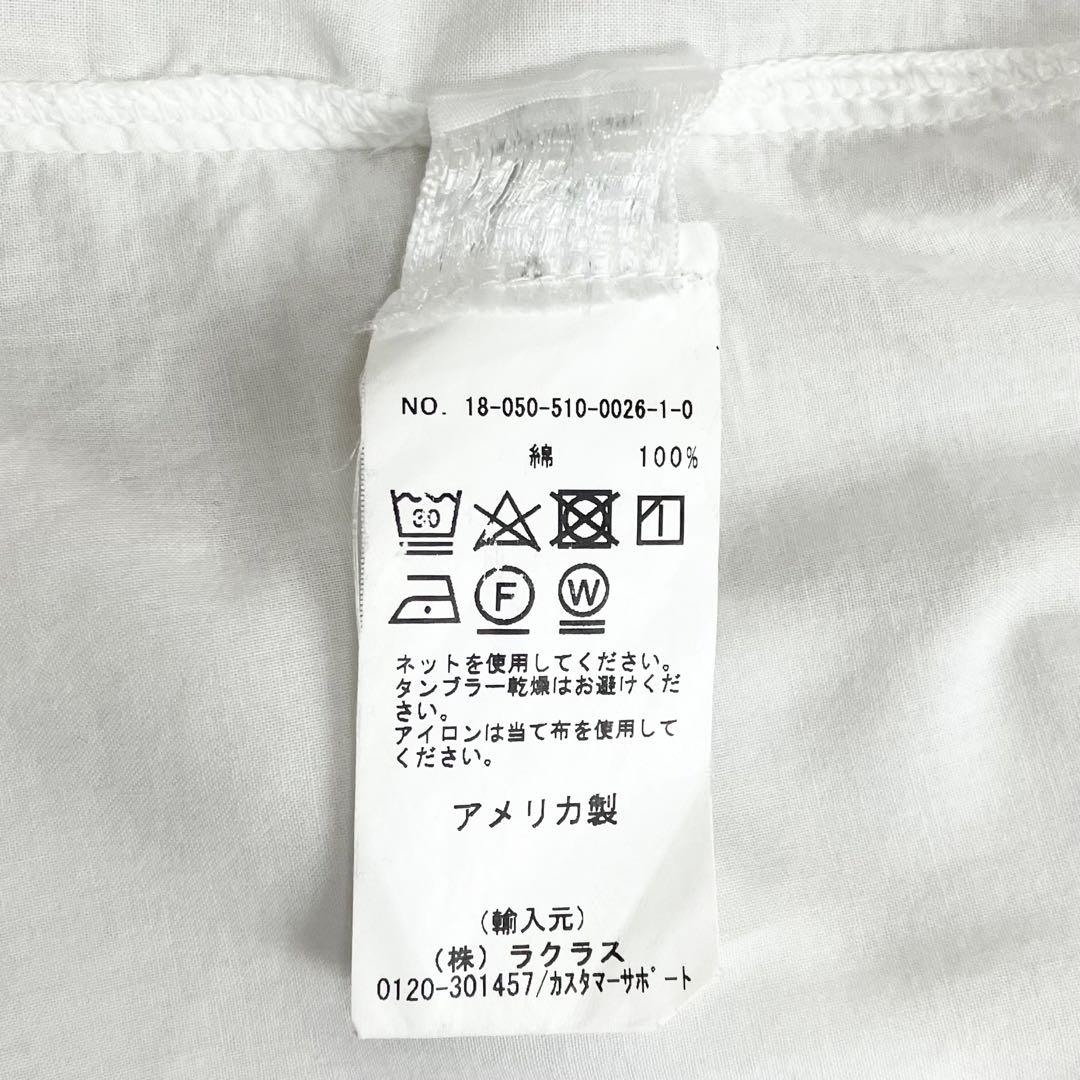 NO. 18-050-510-0026-1-0
綿 100%
30
F W
ネットを使用してください。
タンブラー乾燥はお避けくだ
さい。
アイロンは当て布を使用して
ください。
アメリカ製
(輸入元)
(株) ラクラス
0120-301457/カスタマーサポート